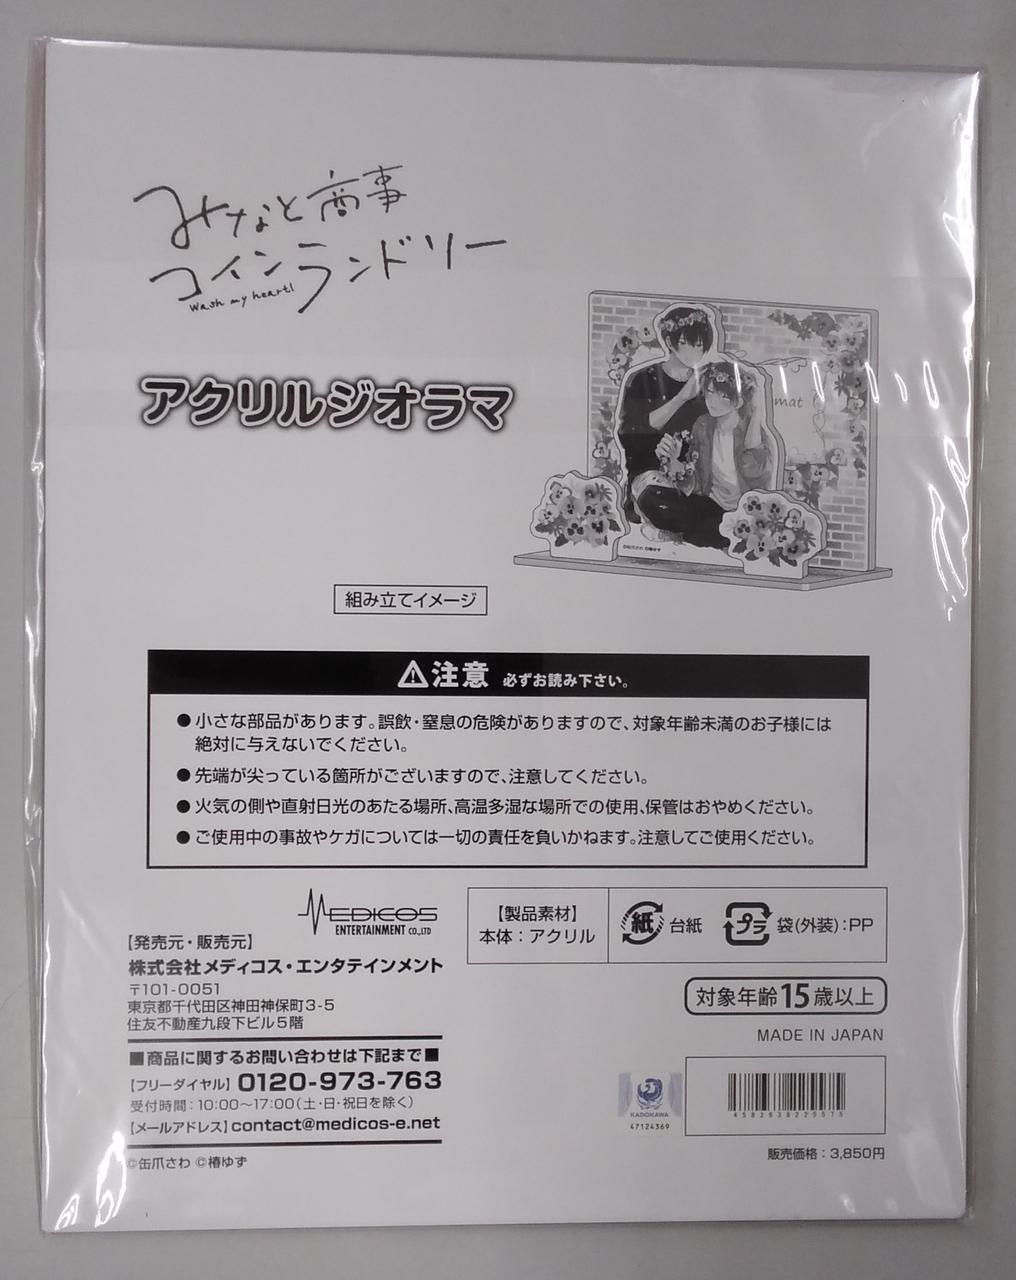 みなと商事
コインランドリー
Wash my heart!
アクリルジオラマ
mat
©缶爪さわ ©椿ゆず
組み立てイメージ
注意 必ずお読み下さい。
●小さな部品があります。誤飲・窒息の危険がありますので、対象年齢未満のお子様には
絶対に与えないでください。
●先端が尖っている箇所がございますので、注意してください。
●火気の側や直射日光のあたる場所、高温多湿な場所での使用、保管はおやめください。
●ご使用中の事故やケガについては一切の責任を負いかねます。注意してご使用ください。
MEDICOS
ENTERTAINMENT CO.,LTD
【発売元・販売元】
株式会社メディコス・エンタテインメント
〒101-0051
東京都千代田区神田神保町3-5
住友不動産九段下ビル5階
■商品に関するお問い合わせは下記まで■
【フリーダイヤル】0120-973-763
受付時間：10:00〜17:00（土・日・祝日を除く）
【メールアドレス】contact@medicos-e.net
©缶爪さわ ©椿ゆず
【製品素材】
本体：アクリル
紙 台紙
プラ 袋(外装)：PP
対象年齢15歳以上
MADE IN JAPAN
KADOKAWA
47124369
販売価格：3,850円